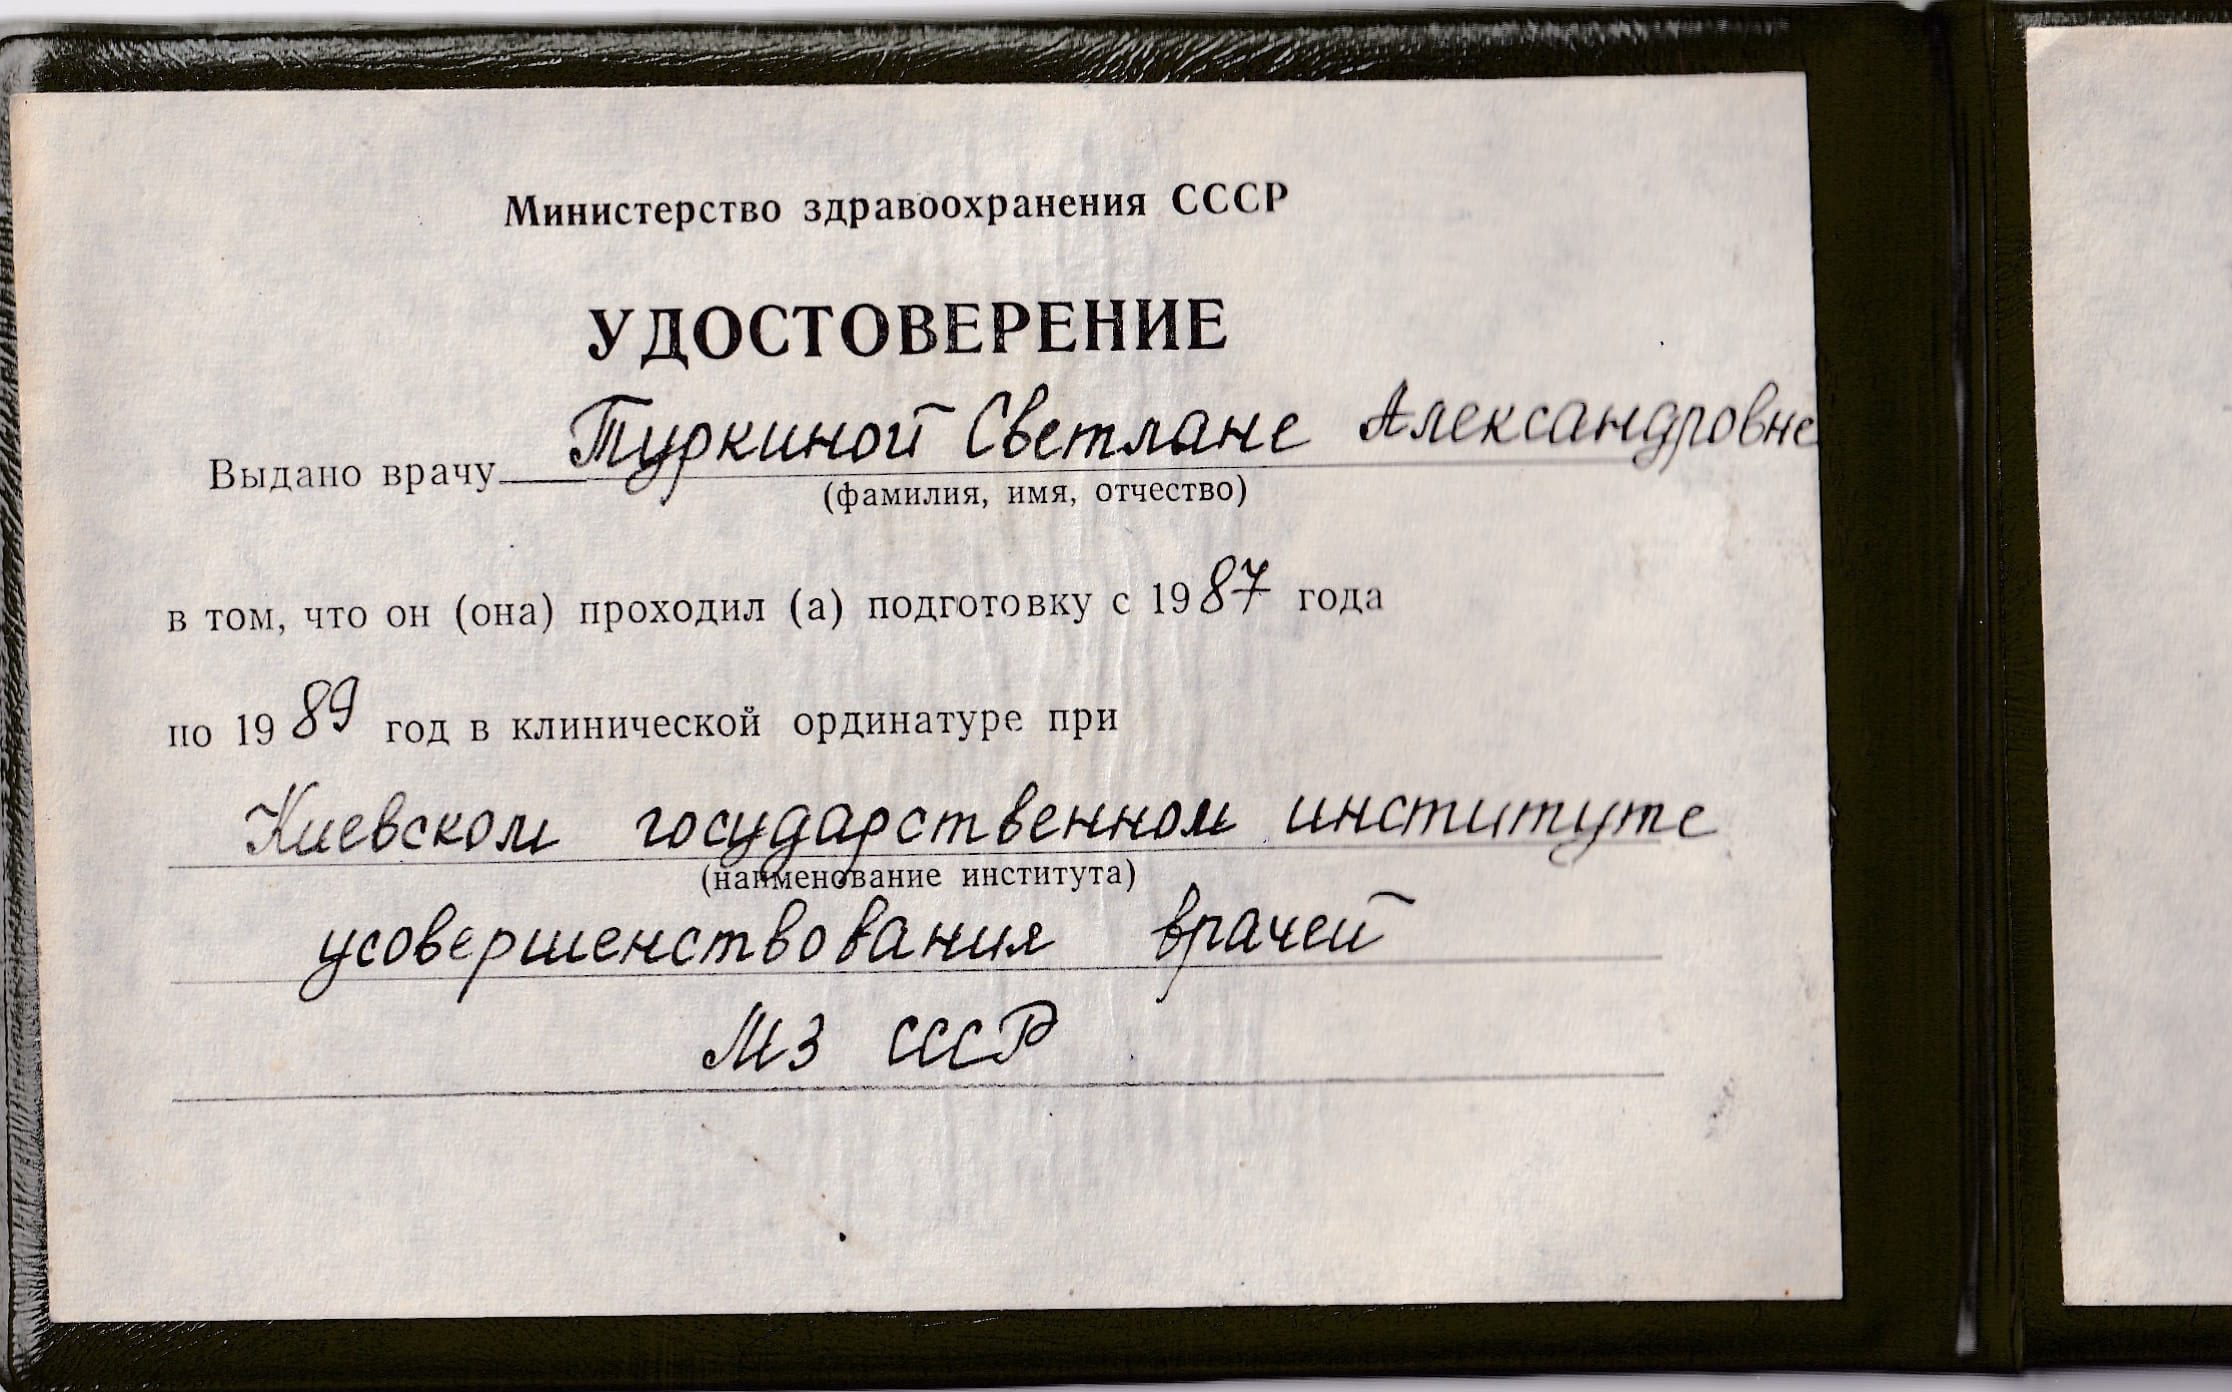 Министерство здравоохранения СССР
УДОСТОВЕРЕНИЕ
Выдано врачу Туркиной Светлане Александровне
(фамилия, имя, отчество)
в том, что он (она) проходил (а) подготовку с 1987 года
по 1989 год в клинической ординатуре при
Киевском государственном институте
(наименование института)
усовершенствования врачей
МЗ СССР